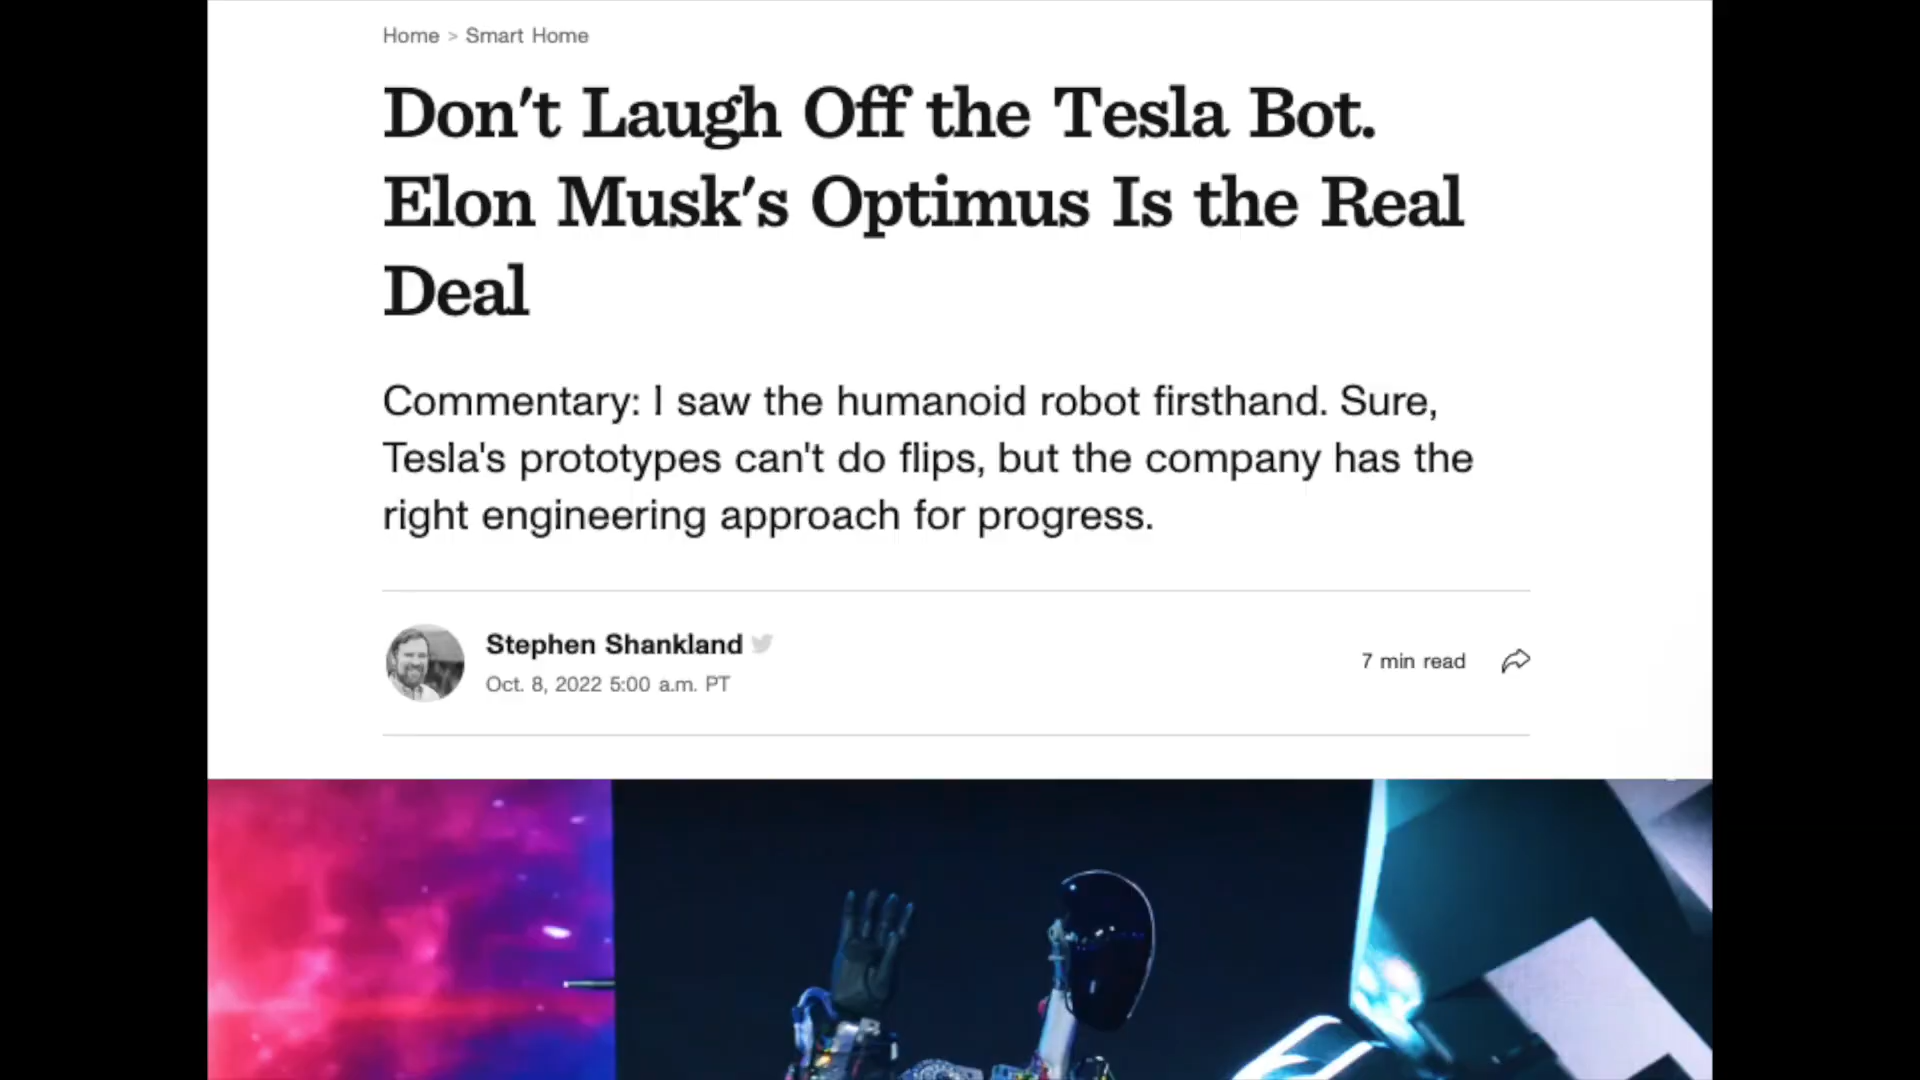 Home > Smart Home
Don't Laugh Off the Tesla Bot.
Elon Musk's Optimus Is the Real
Deal
Commentary: I saw the humanoid robot firsthand. Sure,
Tesla's prototypes can't do flips, but the company has the
right engineering approach for progress.
Stephen Shankland
Oct. 8, 2022 5:00 a.m. PT
7 min read